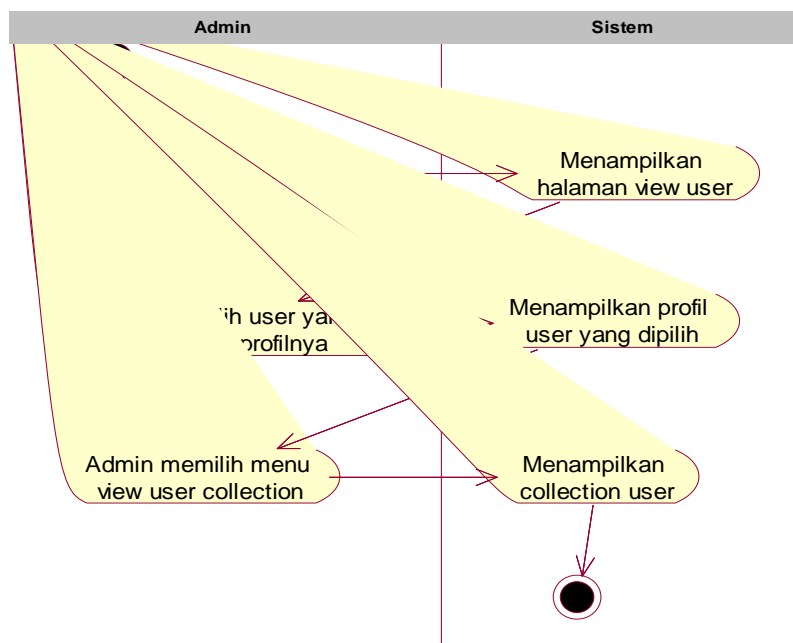 Admin
Sistem
Menampilkan
halaman view user
Menampilkan profil
user yang dipilih
user
profilnya
Admin memilih menu
view user collection
Menampilkan
collection user